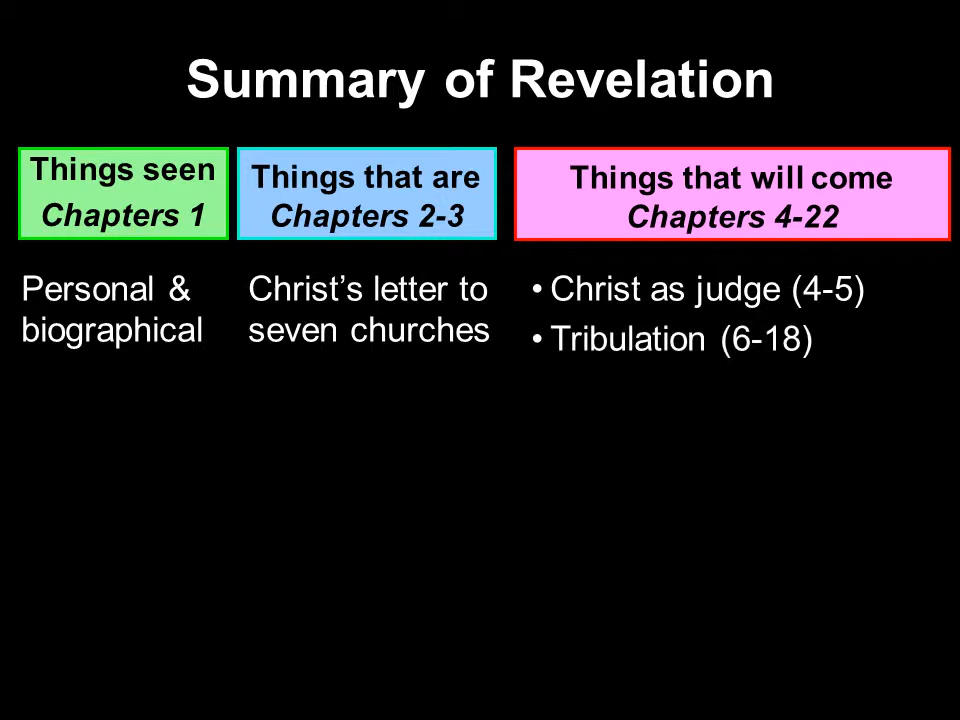 Summary of Revelation
Things seen
Chapters 1
Things that are
Chapters 2-3
Things that will come
Chapters 4-22
Personal &
biographical
Christ’s letter to
seven churches
• Christ as judge (4-5)
• Tribulation (6-18)